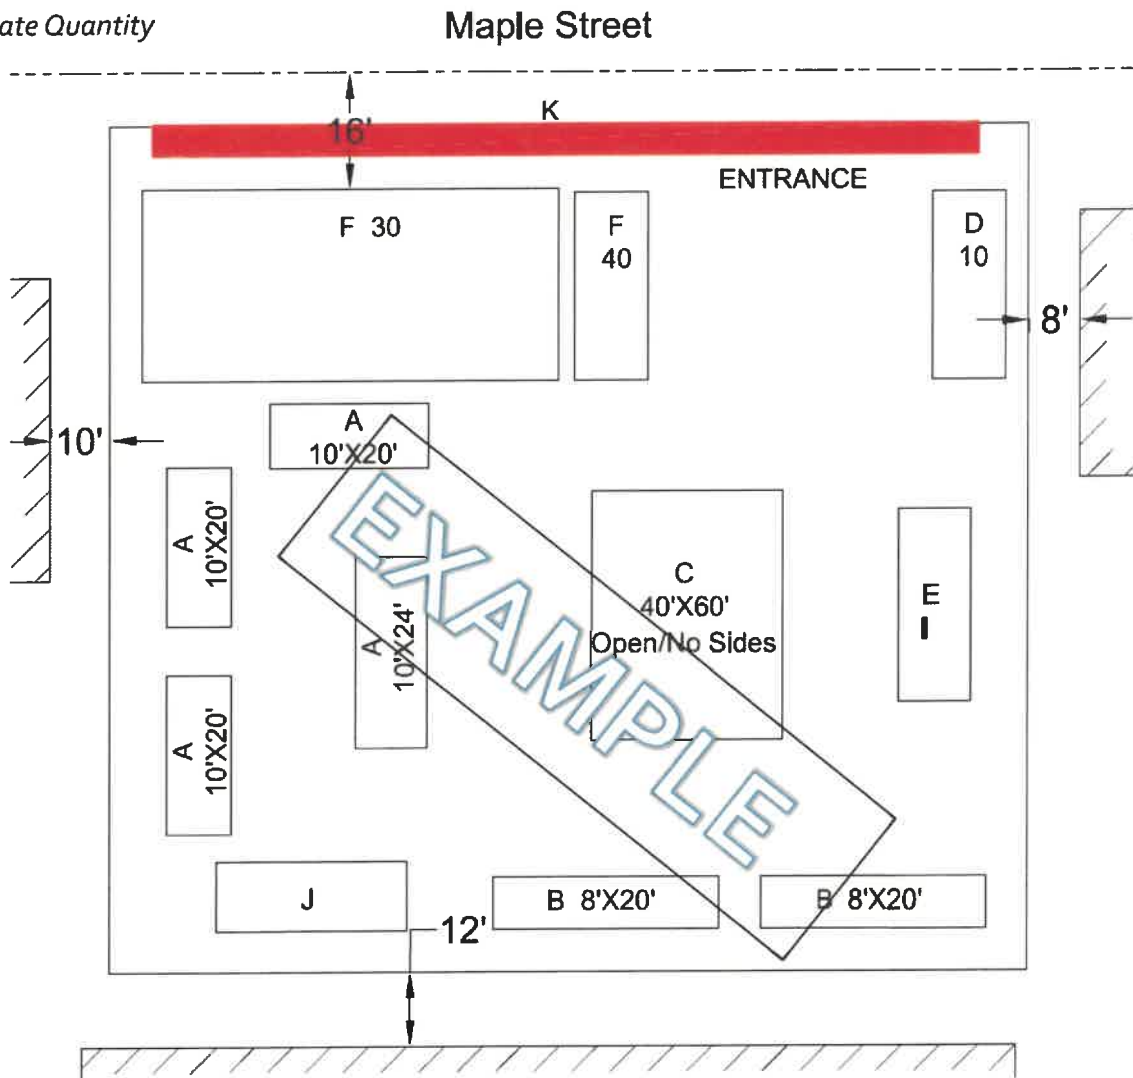 ate Quantity
Maple Street
K
16'
ENTRANCE
F 30
F
40
D
10
8'
10'
A
10'X20'
A
10'X20'
A
10'X24'
C
40'X60'
Open/No Sides
E
I
A
10'X20'
EXAMPLE
J
B 8'X20'
B 8'X20'
12'